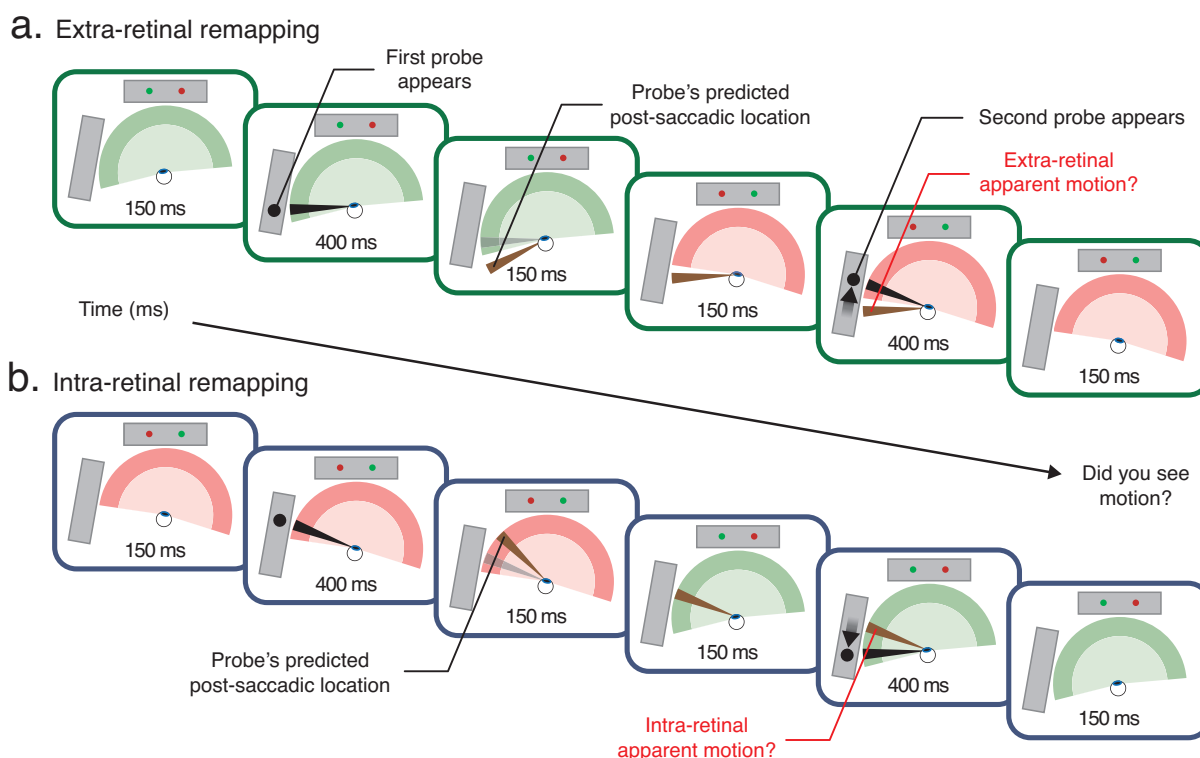 a. Extra-retinal remapping
First probe
appears
Probe's predicted
post-saccadic location
Second probe appears
Extra-retinal
apparent motion?
150 ms
400 ms
150 ms
150 ms
400 ms
150 ms
Time (ms)
b. Intra-retinal remapping
Did you see
motion?
150 ms
400 ms
150 ms
150 ms
400 ms
150 ms
Probe's predicted
post-saccadic location
Intra-retinal
apparent motion?